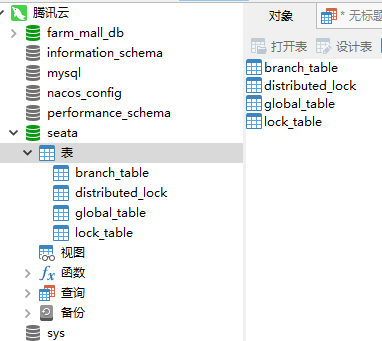 腾讯云
farm_mall_db
information_schema
mysql
nacos_config
performance_schema
seata
表
branch_table
distributed_lock
global_table
lock_table
视图
函数
查询
备份
sys
对象
* 无标题
打开表
设计表
branch_table
distributed_lock
global_table
lock_table